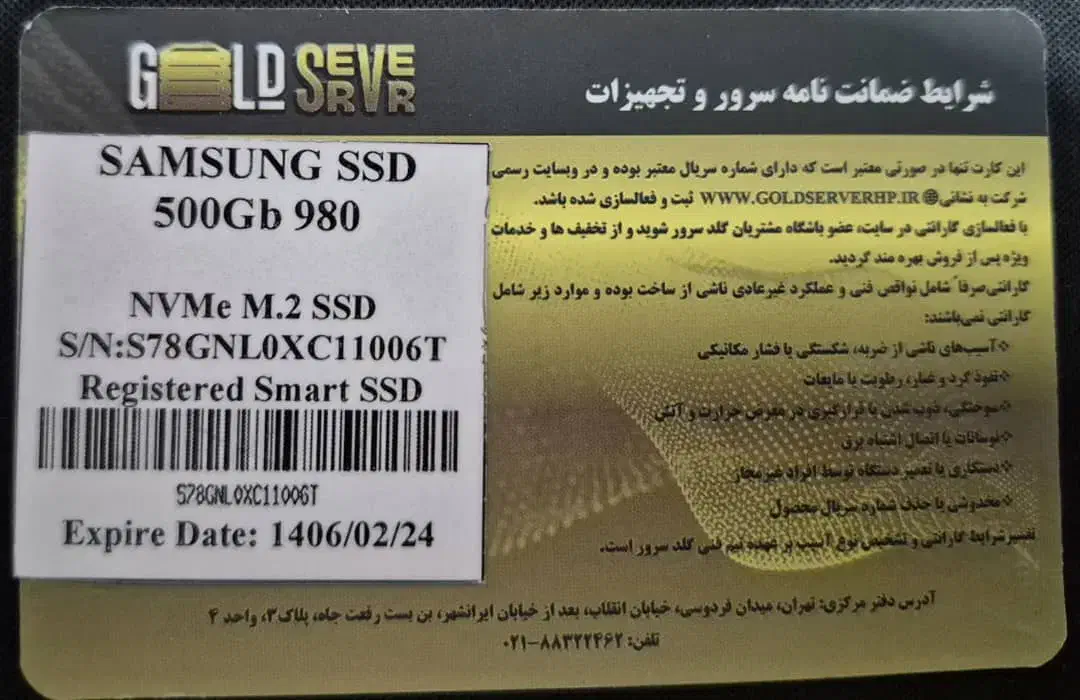 GOLD SERVER
شرایط ضمانت نامه سرور و تجهیزات
SAMSUNG SSD
500Gb 980
NVMe M.2 SSD
S/N:S78GNL0XC11006T
Registered Smart SSD
S78GNL0XC11006T
Expire Date: 1406/02/24
این کارت تنها در صورتی معتبر است که دارای شماره سریال معتبر بوده و در وبسایت رسمی
شرکت به نشانی WWW.GOLDSERVERHP.IR ثبت و فعالسازی شده باشد.
با فعالسازی گارانتی در سایت، عضو باشگاه مشتریان گلد سرور شوید و از تخفیف ها و خدمات
ویژه پس از فروش بهره مند گردید.
گارانتی صرفاً شامل نواقص فنی و عملکرد غیرعادی ناشی از ساخت بوده و موارد زیر شامل
گارانتی نمی‌باشند:
❖آسیب‌های ناشی از ضربه، شکستگی یا فشار مکانیکی
❖نفوذ گرد و غبار، رطوبت یا مایعات
❖سوختگی، ذوب شدن یا قرارگیری در معرض حرارت و آتش
❖نوسانات یا اتصال اشتباه برق
❖دستکاری یا تعمیر دستگاه توسط افراد غیرمجاز
❖مخدوشی یا حذف شماره سریال محصول
تفسیر شرایط گارانتی و تشخیص نوع آسیب بر عهده تیم فنی گلد سرور است.
آدرس دفتر مرکزی: تهران، میدان فردوسی، خیابان انقلاب، بعد از خیابان ایرانشهر، بن بست رفعت جاه، پلاک۳، واحد ۴
تلفن: ۸۸۳۲۲۴۶۲-۰۲۱